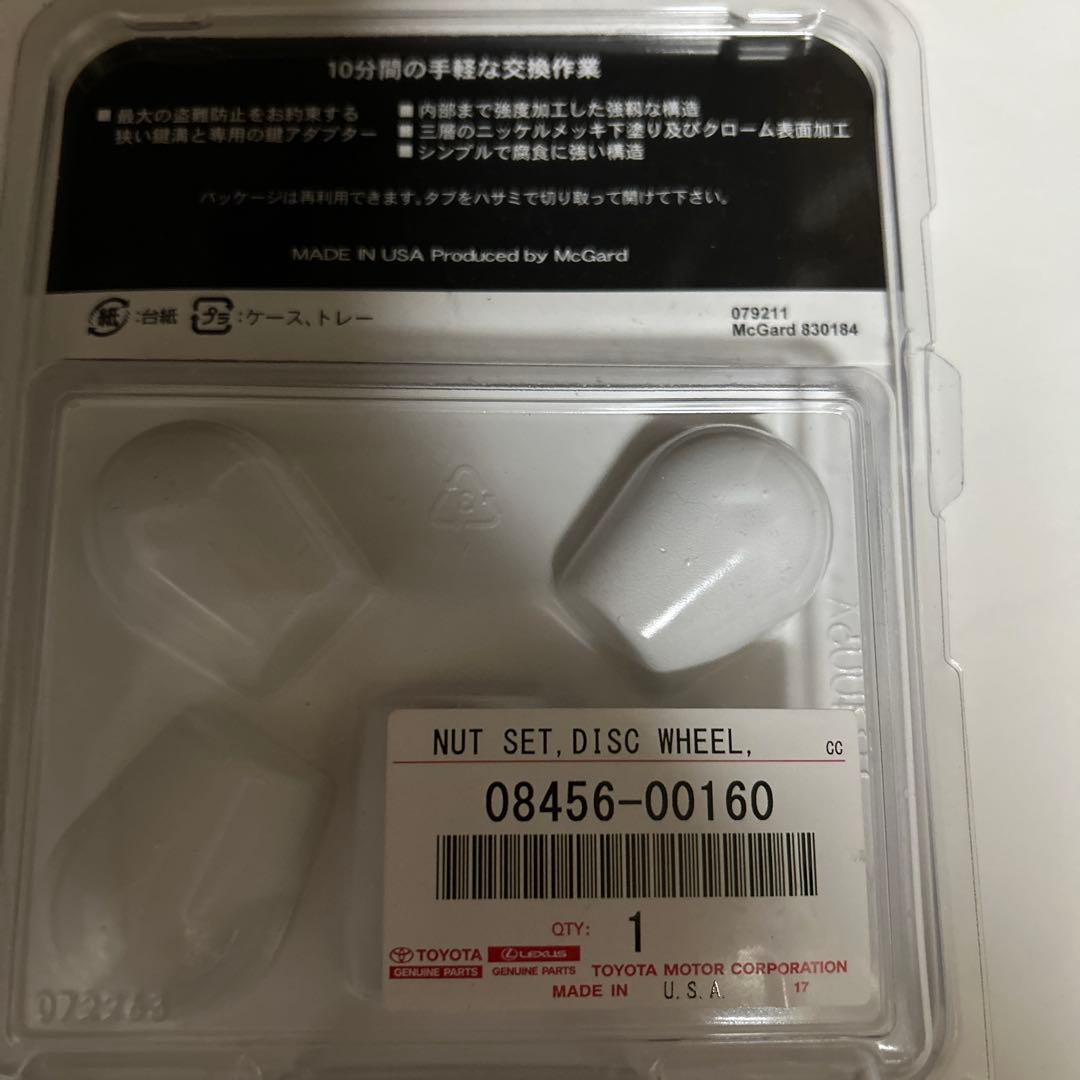 10分間の手軽な交換作業
■ 最大の盗難防止をお約束する
狭い鍵溝と専用の鍵アダプター
■ 内部まで強度加工した強靱な構造
■ 三層のニッケルメッキ下塗り及びクローム表面加工
■ シンプルで腐食に強い構造
パッケージは再利用できます。タブをハサミで切り取って開けて下さい。
MADE IN USA Produced by McGard
紙:台紙 プラ:ケース、トレー
079211
McGard 830184
NUT SET,DISC WHEEL, CC
08456-00160
QTY: 1
TOYOTA LEXUS
GENUINE PARTS GENUINE PARTS TOYOTA MOTOR CORPORATION
MADE IN U.S.A. 17